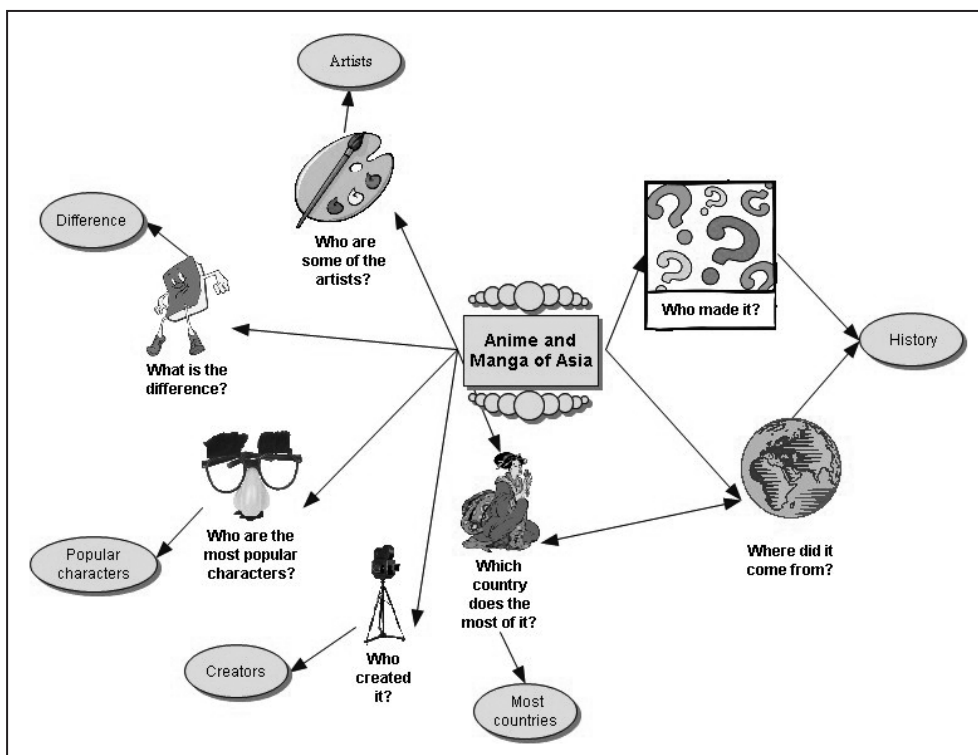 Artists
Who are
some of the
artists?
Difference
What is the
difference?
Who made it?
History
Anime and
Manga of Asia
Where did it
come from?
Who are the
most popular
characters?
Popular
characters
Which
country
does the
most of it?
Who
created
it?
Creators
Most
countries